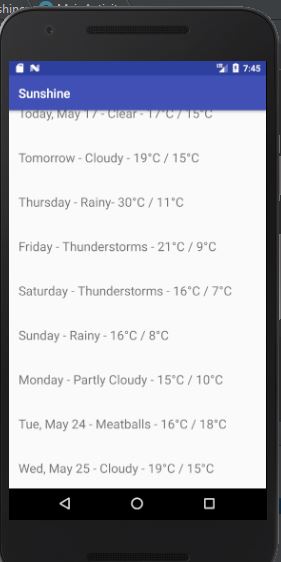 7:45
Sunshine
Today, May 17 - Clear - 17°C / 15°C
Tomorrow - Cloudy - 19°C / 15°C
Thursday - Rainy- 30°C / 11°C
Friday - Thunderstorms - 21°C / 9°C
Saturday - Thunderstorms - 16°C / 7°C
Sunday - Rainy - 16°C / 8°C
Monday - Partly Cloudy - 15°C / 10°C
Tue, May 24 - Meatballs - 16°C / 18°C
Wed, May 25 - Cloudy - 19°C / 15°C